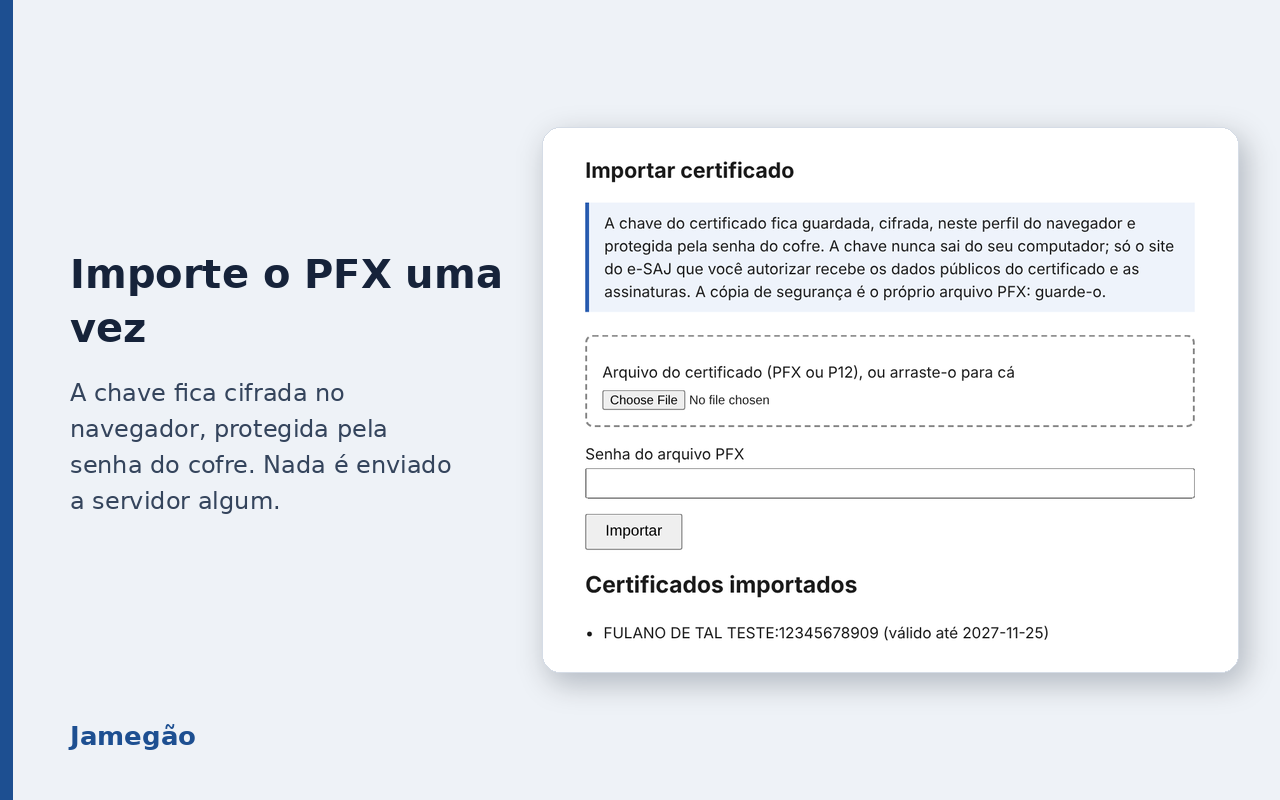 Importe o PFX uma
vez
A chave fica cifrada no
navegador, protegida pela
senha do cofre. Nada é enviado
a servidor algum.
Jamegão
Importar certificado
A chave do certificado fica guardada, cifrada, neste perfil do navegador e
protegida pela senha do cofre. A chave nunca sai do seu computador; só o site
do e-SAJ que você autorizar recebe os dados públicos do certificado e as
assinaturas. A cópia de segurança é o próprio arquivo PFX: guarde-o.
Arquivo do certificado (PFX ou P12), ou arraste-o para cá
Choose File No file chosen
Senha do arquivo PFX
Importar
Certificados importados
• FULANO DE TAL TESTE:12345678909 (válido até 2027-11-25)